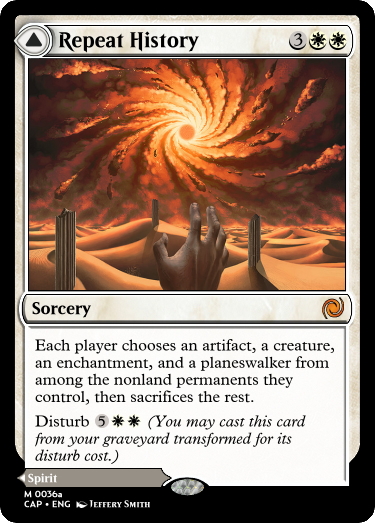 Repeat History 3
Sorcery
Each player chooses an artifact, a creature,
an enchantment, and a planeswalker from
among the nonland permanents they
control, then sacrifices the rest.
Disturb 5 (You may cast this card
from your graveyard transformed for its
disturb cost.)
Spirit
M 0036a
CAP • ENG Jeffery Smith